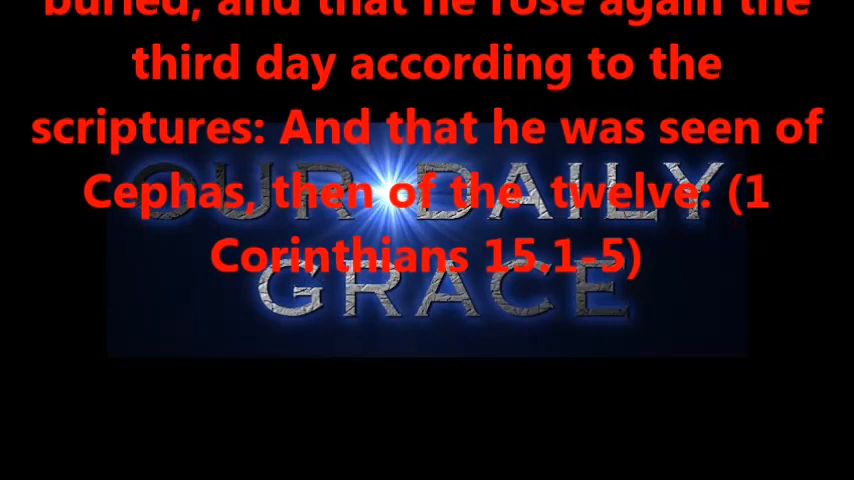 buried, and that he rose again the
third day according to the
scriptures: And that he was seen of
Cephas, then of the twelve: (1
Corinthians 15,1-5)
OUR DAILY
GRACE